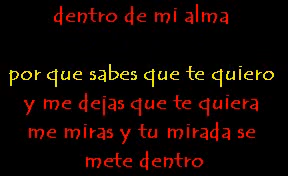 dentro de mi alma
por que sabes que te quiero
y me dejas que te quiera
me miras y tu mirada se
mete dentro